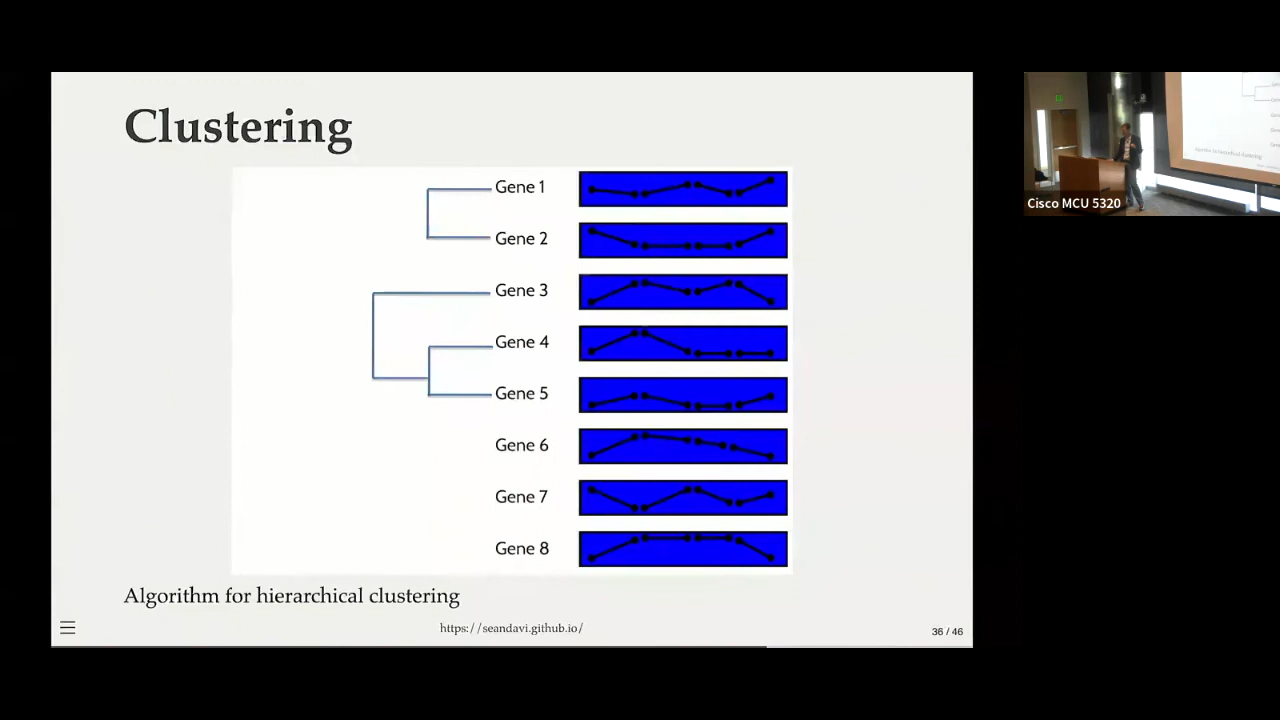 Clustering
Gene 1
Gene 2
Gene 3
Gene 4
Gene 5
Gene 6
Gene 7
Gene 8
Algorithm for hierarchical clustering
https://seandavi.github.io/
36 / 46
Cisco MCU 5320